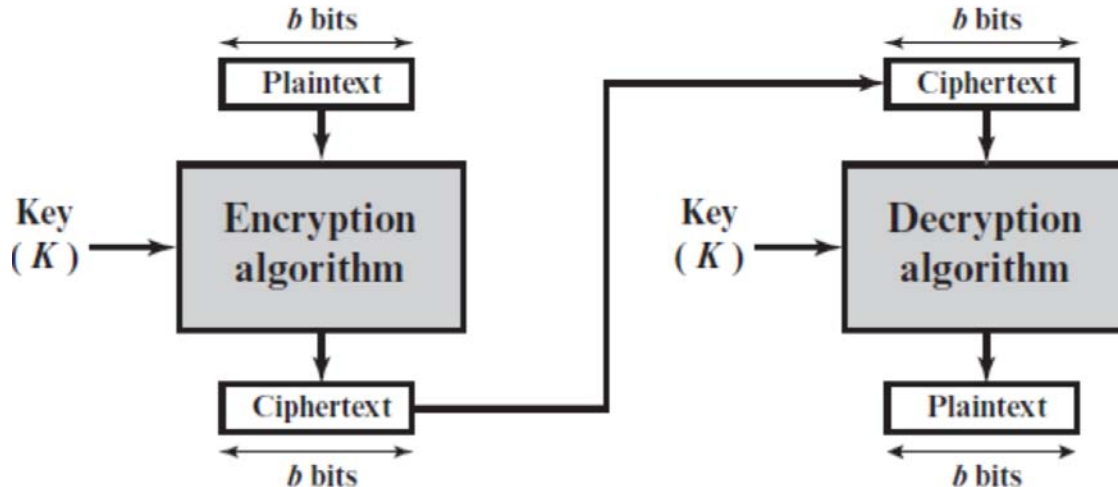 b bits
Plaintext
Key
( K )
Encryption
algorithm
Ciphertext
b bits
b bits
Ciphertext
Key
( K )
Decryption
algorithm
Plaintext
b bits